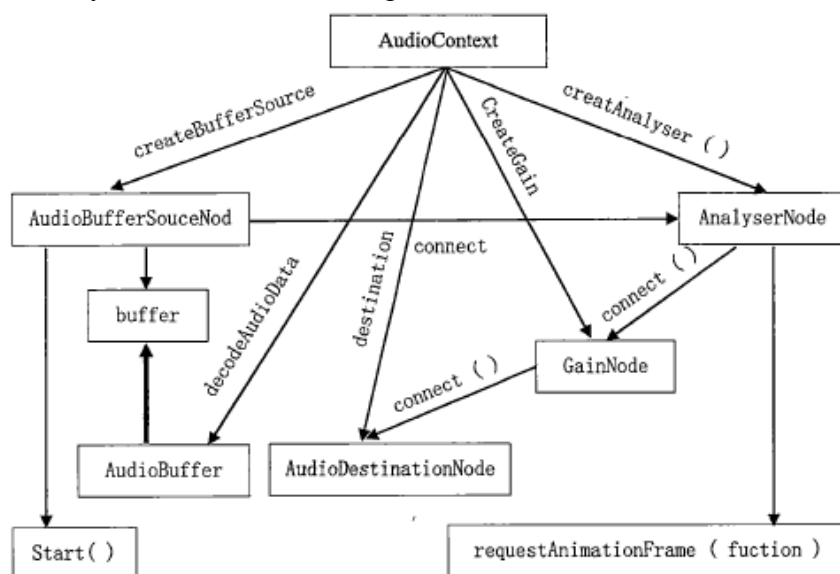 AudioContext
createBufferSource
CreateGain
creatAnalyser ( )
AudioBufferSouceNod
AnalyserNode
connect
destination
decodeAudioData
connect ( )
buffer
GainNode
connect ( )
AudioBuffer
AudioDestinationNode
Start( )
requestAnimationFrame ( fuction )